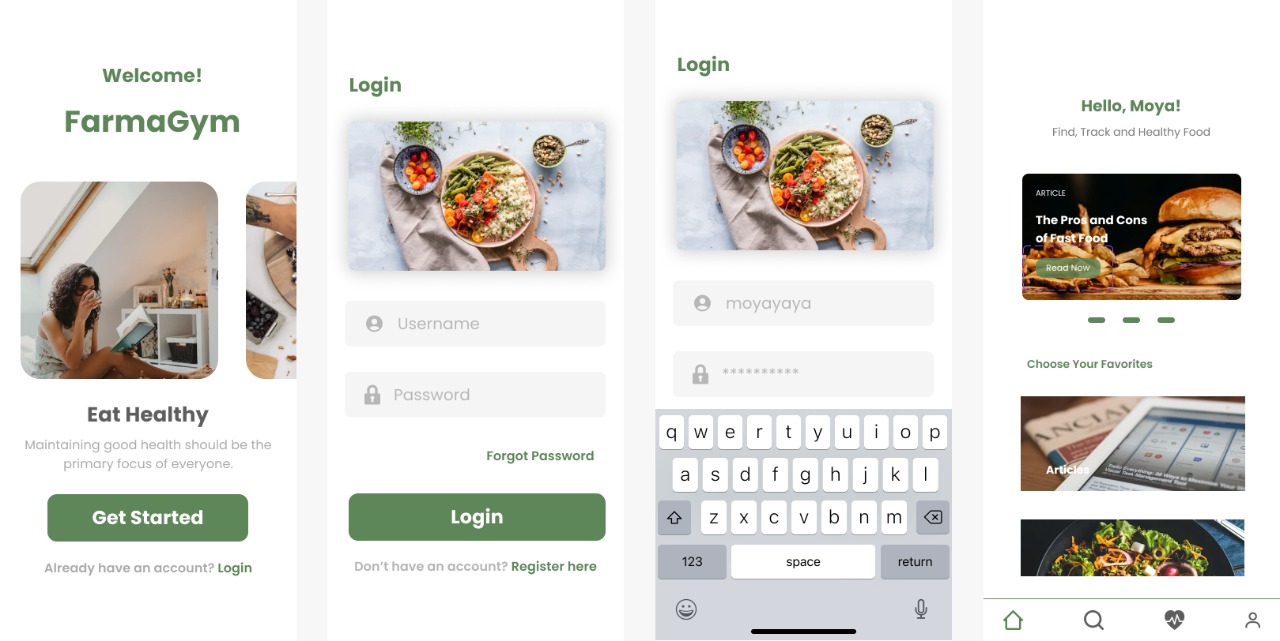 Welcome!
FarmaGym
Eat Healthy
Maintaining good health should be the
primary focus of everyone.
Get Started
Already have an account? Login
Login
Username
Password
Forgot Password
Login
Don't have an account? Register here
Login
moyayaya
**********
q w e r t y u i o p
a s d f g h j k l
z x c v b n m
123 space return
Hello, Moya!
Find, Track and Healthy Food
ARTICLE
The Pros and Cons
of Fast Food
Read Now
Choose Your Favorites
ANCIAL
Articles